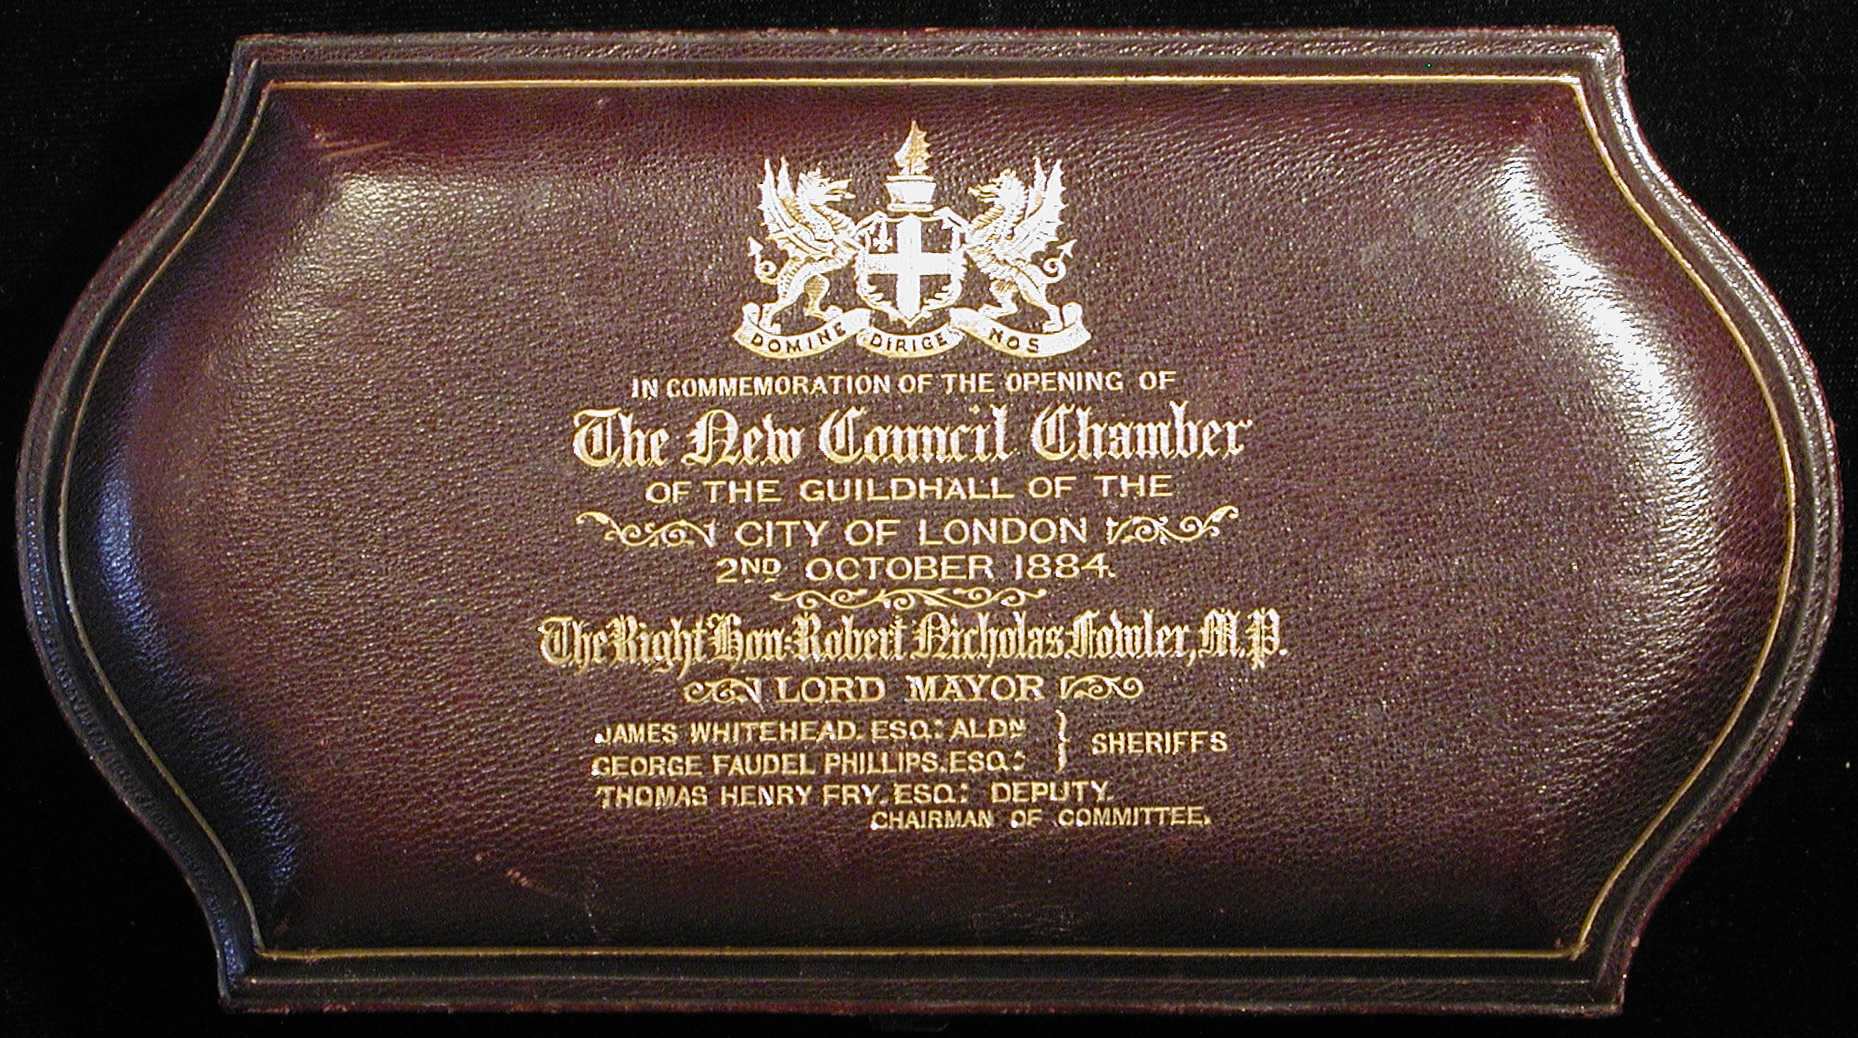 DOMINE DIRIGE NOS
IN COMMEMORATION OF THE OPENING OF
The New Council Chamber
OF THE GUILDHALL OF THE
CITY OF LONDON
2ND OCTOBER 1884.
The Right Hon: Robert Nicholas Fowler, M.P.
LORD MAYOR
JAMES WHITEHEAD. ESQ: ALDN
GEORGE FAUDEL PHILLIPS. ESQ: } SHERIFFS
THOMAS HENRY FRY. ESQ: DEPUTY.
CHAIRMAN OF COMMITTEE.